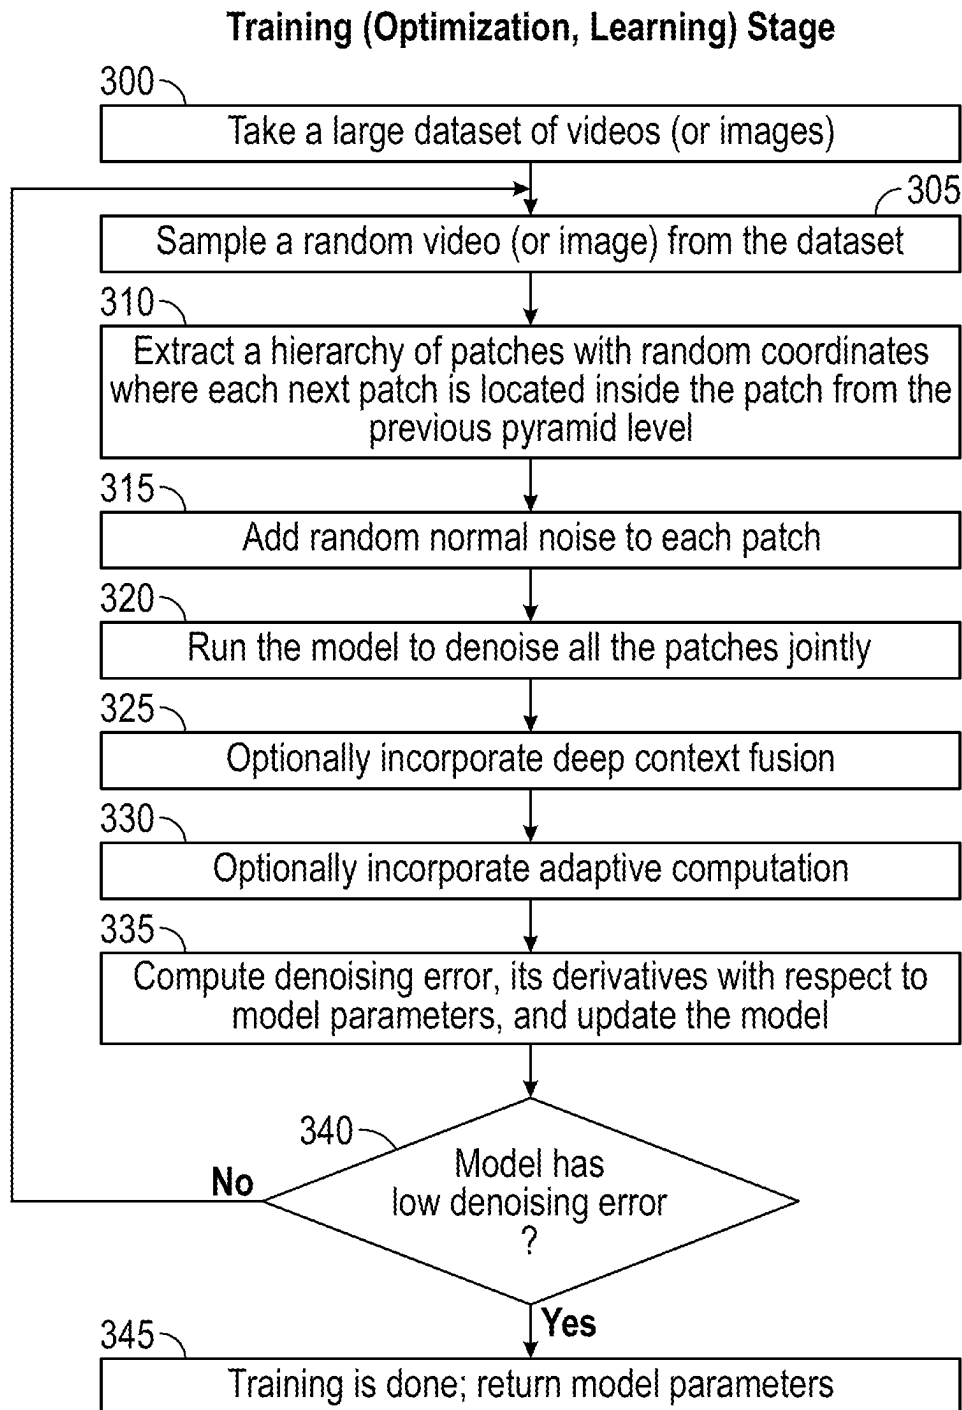 Training (Optimization, Learning) Stage
300
Take a large dataset of videos (or images)
305
Sample a random video (or image) from the dataset
310
Extract a hierarchy of patches with random coordinates
where each next patch is located inside the patch from the
previous pyramid level
315
Add random normal noise to each patch
320
Run the model to denoise all the patches jointly
325
Optionally incorporate deep context fusion
330
Optionally incorporate adaptive computation
335
Compute denoising error, its derivatives with respect to
model parameters, and update the model
340
Model has
low denoising error
?
No
Yes
345
Training is done; return model parameters